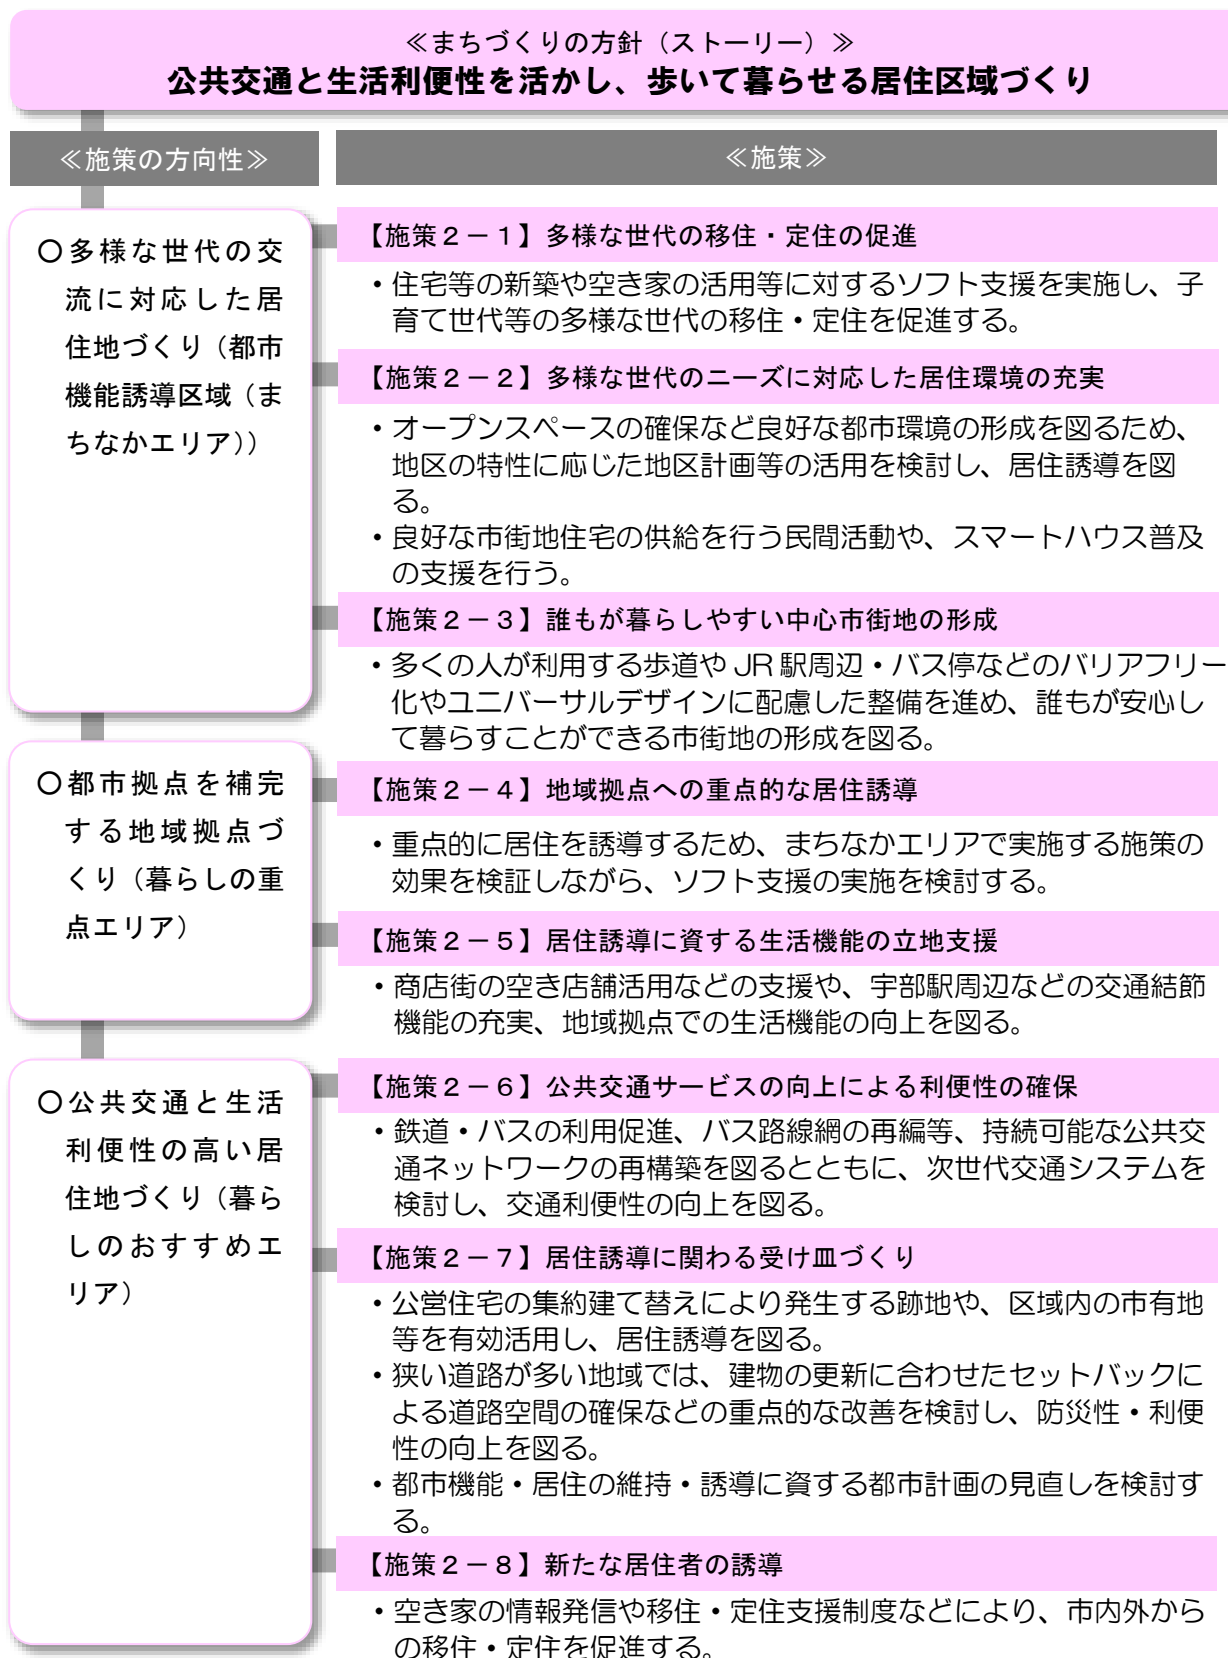 ≪まちづくりの方針（ストーリー）≫
公共交通と生活利便性を活かし、歩いて暮らせる居住区域づくり
≪施策の方向性≫
≪施策≫
〇多様な世代の交
流に対応した居
住地づくり（都市
機能誘導区域（ま
ちなかエリア））
【施策２－１】多様な世代の移住・定住の促進
・住宅等の新築や空き家の活用等に対するソフト支援を実施し、子
育て世代等の多様な世代の移住・定住を促進する。
【施策２－２】多様な世代のニーズに対応した居住環境の充実
・オープンスペースの確保など良好な都市環境の形成を図るため、
地区の特性に応じた地区計画等の活用を検討し、居住誘導を図
る。
・良好な市街地住宅の供給を行う民間活動や、スマートハウス普及
の支援を行う。
【施策２－３】誰もが暮らしやすい中心市街地の形成
・多くの人が利用する歩道や JR 駅周辺・バス停などのバリアフリー
化やユニバーサルデザインに配慮した整備を進め、誰もが安心し
て暮らすことができる市街地の形成を図る。
〇都市拠点を補完
する地域拠点づ
くり（暮らしの重
点エリア）
【施策２－４】地域拠点への重点的な居住誘導
・重点的に居住を誘導するため、まちなかエリアで実施する施策の
効果を検証しながら、ソフト支援の実施を検討する。
【施策２－５】居住誘導に資する生活機能の立地支援
・商店街の空き店舗活用などの支援や、宇部駅周辺などの交通結節
機能の充実、地域拠点での生活機能の向上を図る。
〇公共交通と生活
利便性の高い居
住地づくり（暮ら
しのおすすめエ
リア）
【施策２－６】公共交通サービスの向上による利便性の確保
・鉄道・バスの利用促進、バス路線網の再編等、持続可能な公共交
通ネットワークの再構築を図るとともに、次世代交通システムを
検討し、交通利便性の向上を図る。
【施策２－７】居住誘導に関わる受け皿づくり
・公営住宅の集約建て替えにより発生する跡地や、区域内の市有地
等を有効活用し、居住誘導を図る。
・狭い道路が多い地域では、建物の更新に合わせたセットバックに
よる道路空間の確保などの重点的な改善を検討し、防災性・利便
性の向上を図る。
・都市機能・居住の維持・誘導に資する都市計画の見直しを検討す
る。
【施策２－８】新たな居住者の誘導
・空き家の情報発信や移住・定住支援制度などにより、市内外から
の移住・定住を促進する。